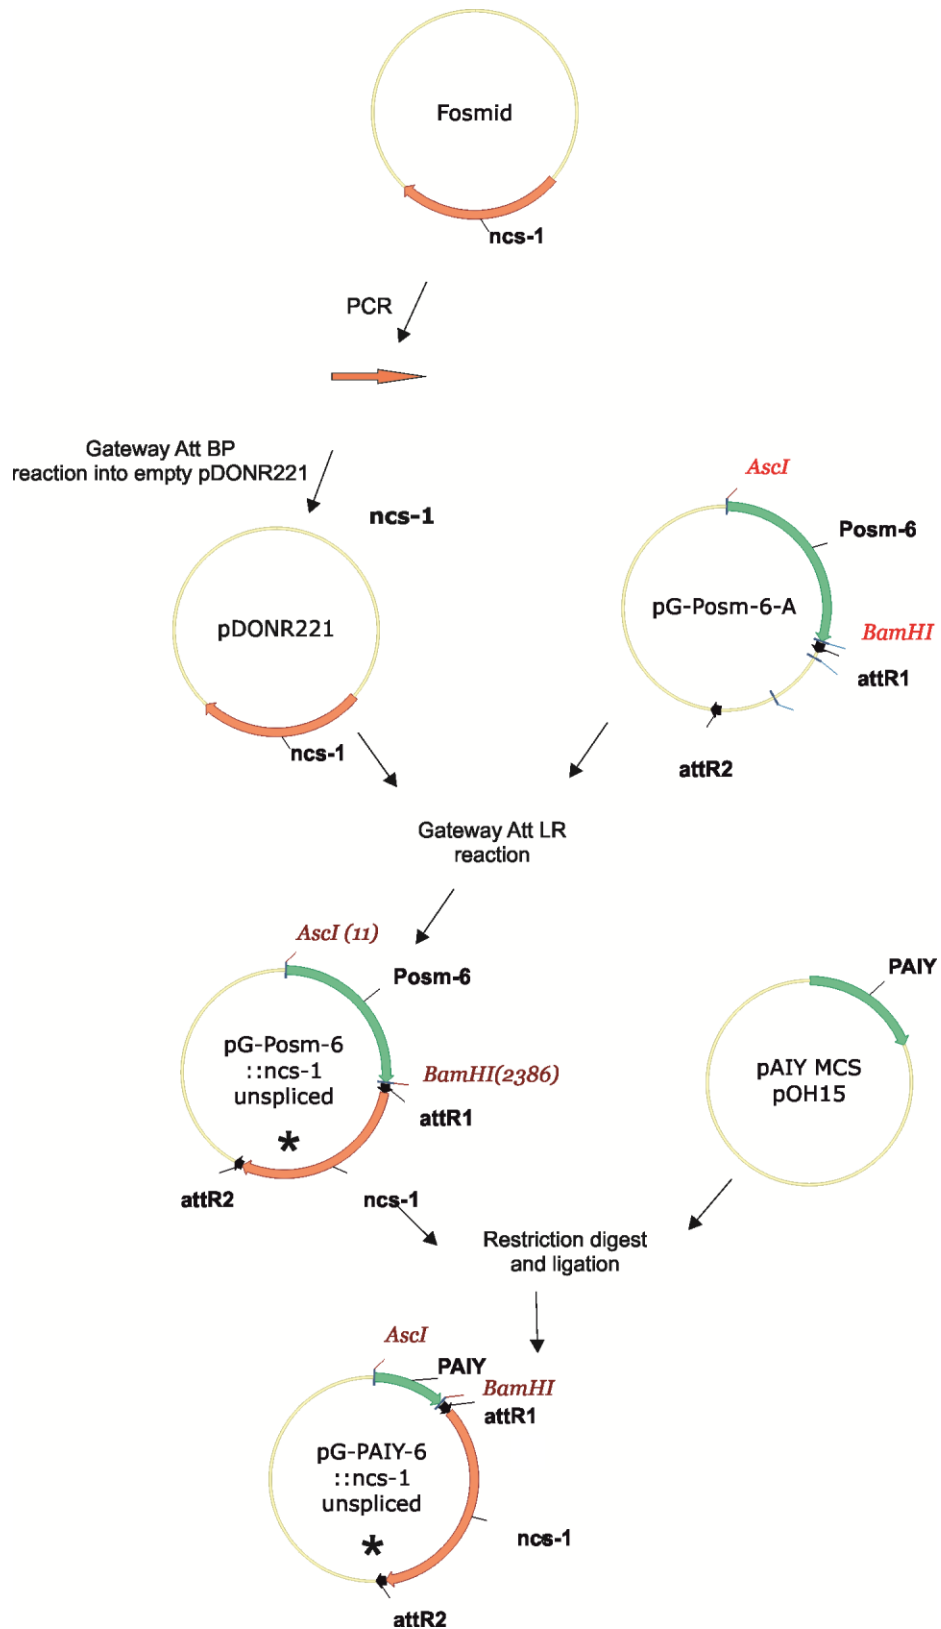 Fosmid
ncs-1
PCR
Gateway Att BP
reaction into empty pDONR221
ncs-1
pDONR221
ncs-1
AscI
Posm-6
pG-Posm-6-A
BamHI
attR1
attR2
Gateway Att LR
reaction
AscI (11)
Posm-6
pG-Posm-6
::ncs-1
unspliced
*
BamHI(2386)
attR1
attR2
ncs-1
PAIY
pAIY MCS
pOH15
Restriction digest
and ligation
AscI
PAIY
BamHI
attR1
pG-PAIY-6
::ncs-1
unspliced
*
ncs-1
attR2